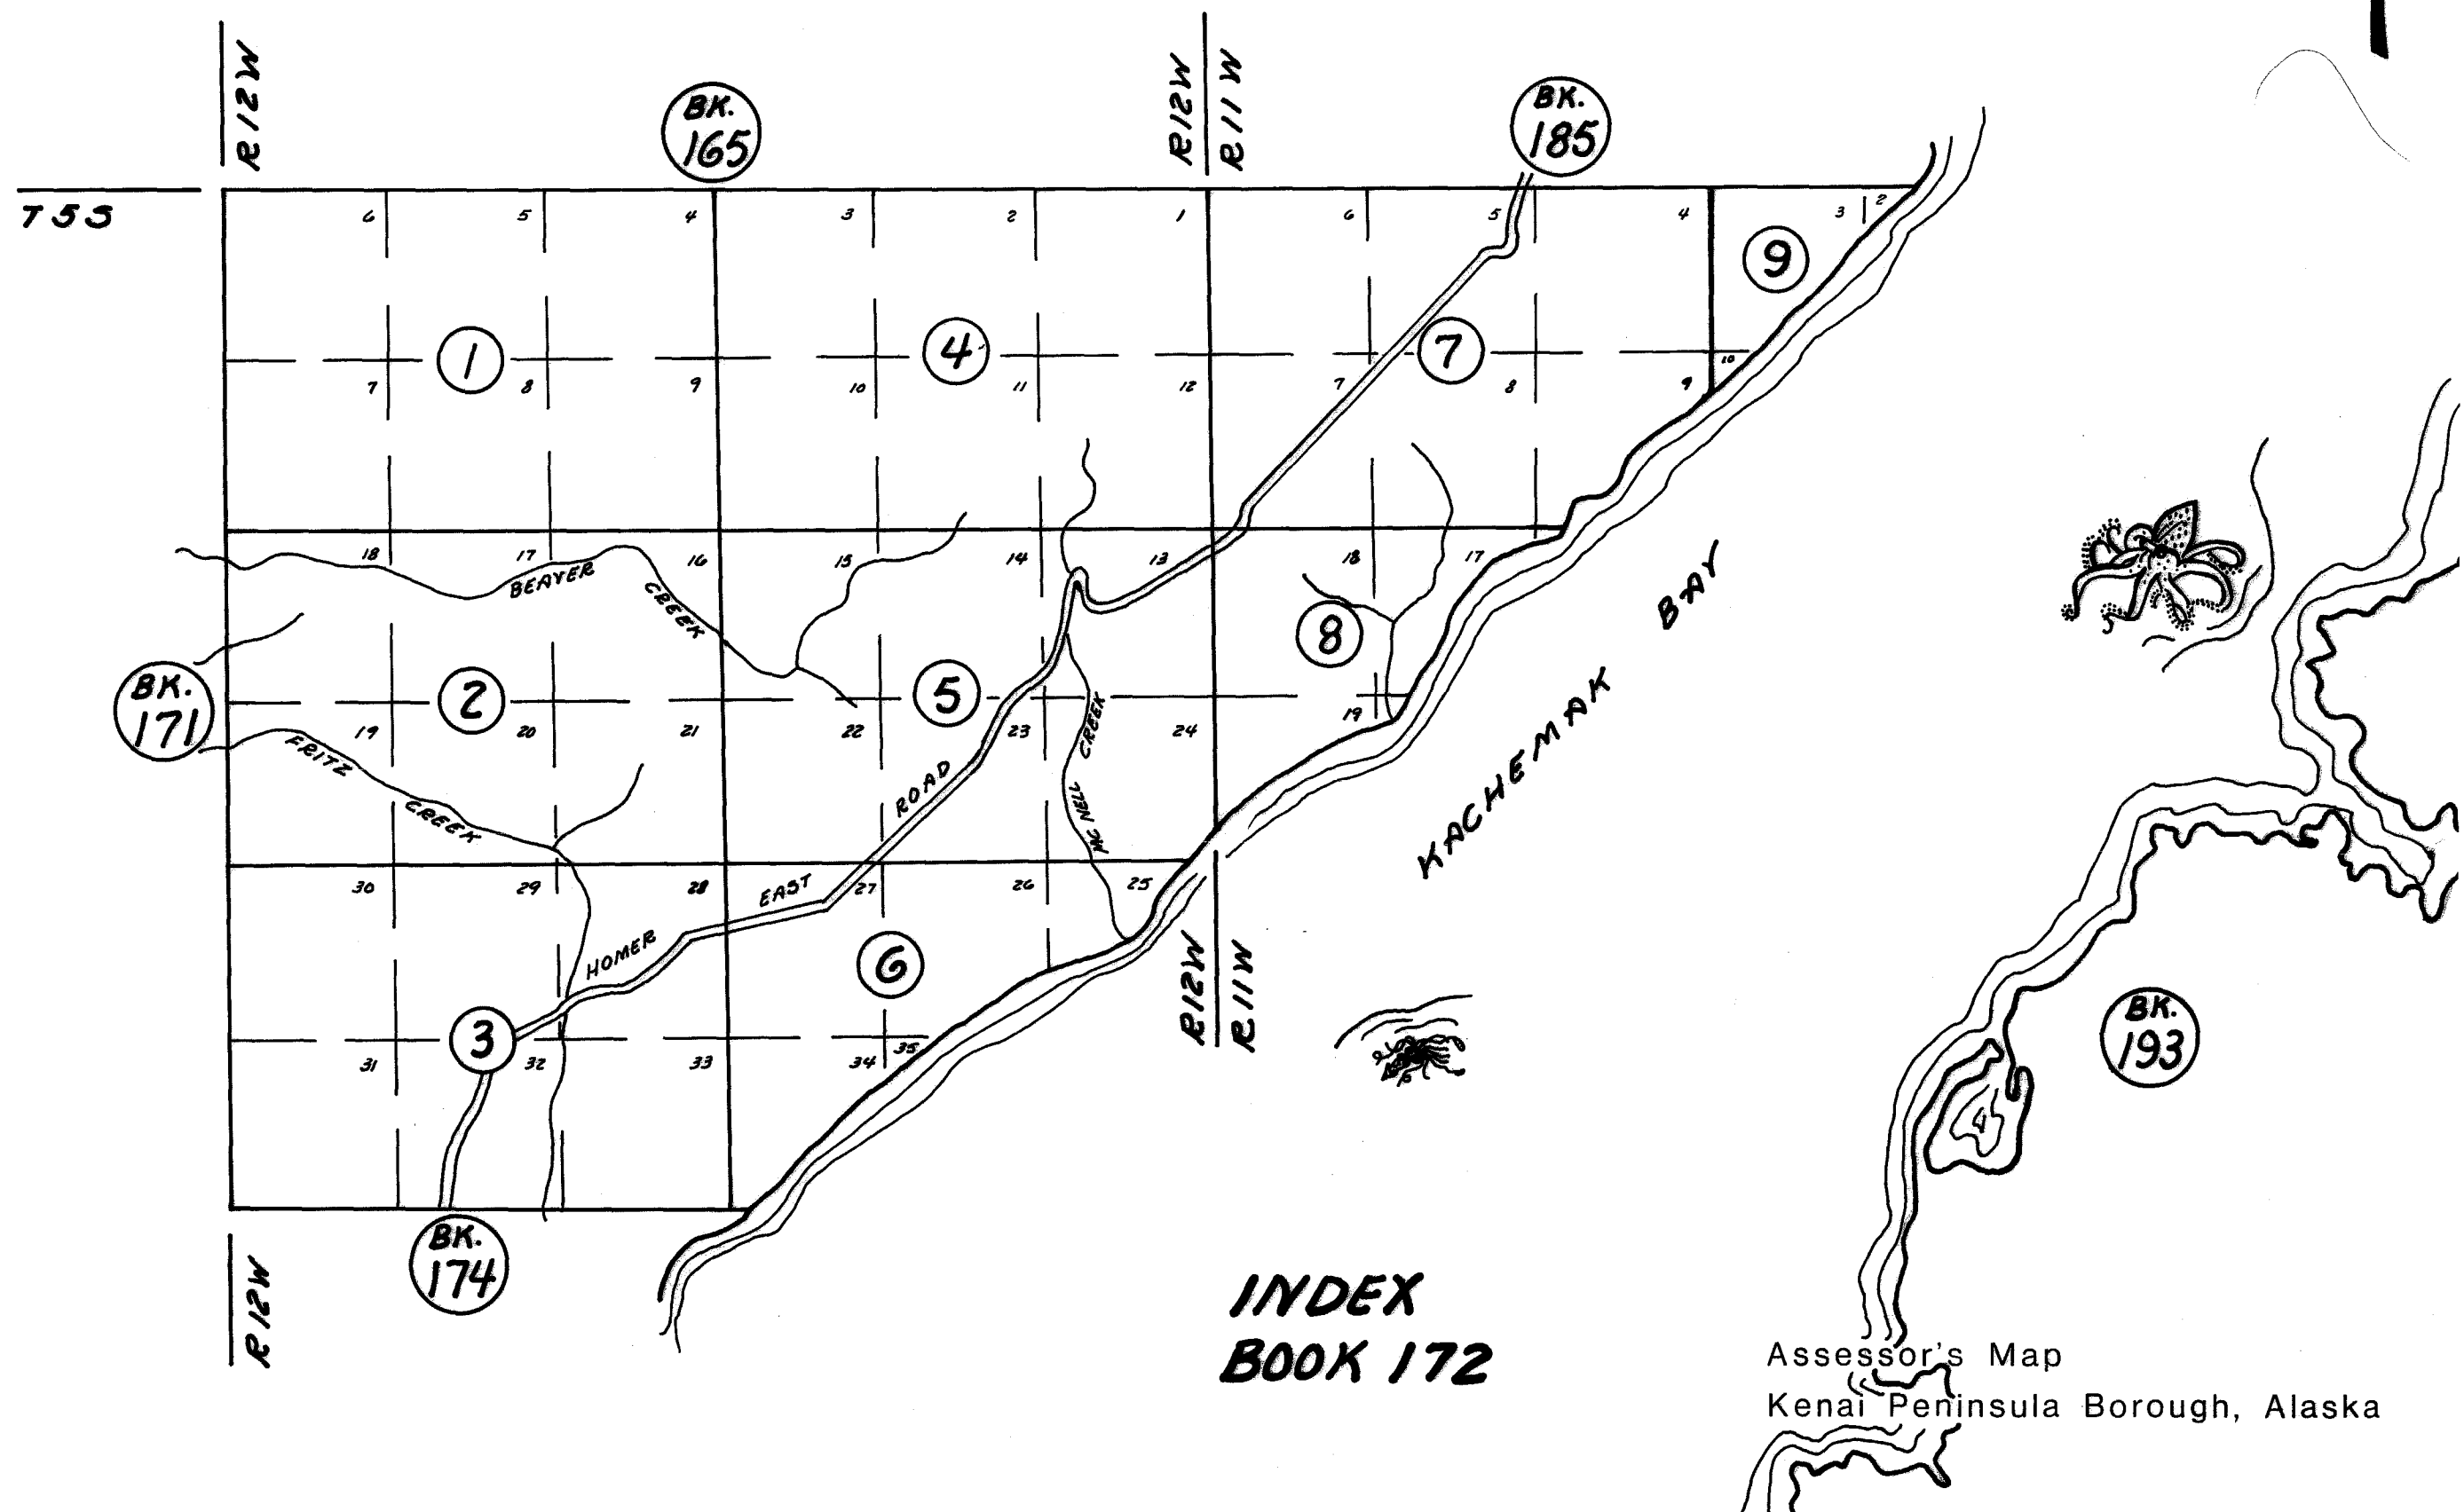 R12W
BK.
165
R12W
R11W
BK.
185
T5S
6
5
4
3
2
1
6
5
4
3
2
9
1
4
7
10
7
8
9
10
11
12
7
8
9
18
17
16
15
14
13
18
17
BEAVER
CREEK
8
BAY
BK.
171
2
5
KACHEMAK
19
20
21
22
23
24
19
FRITZ
CREEK
ROAD
MCNEIL
CREEK
30
29
28
27
26
25
EAST
HOMER
6
R12W
R11W
3
31
32
33
34
35
BK.
193
BK.
174
R12W
INDEX
BOOK 172
Assessor's Map
Kenai Peninsula Borough, Alaska